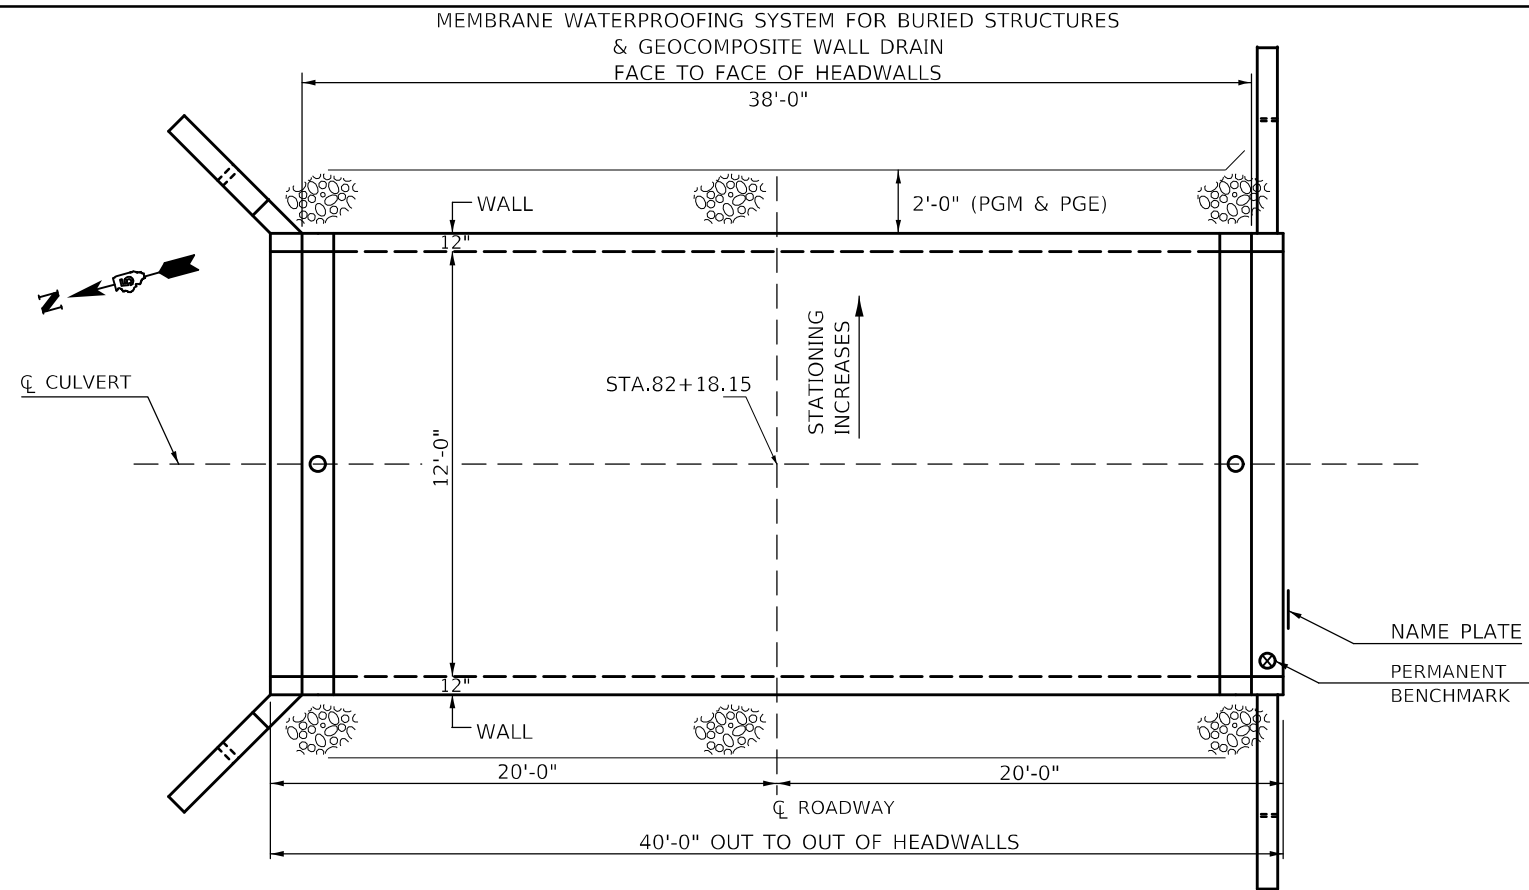 MEMBRANE WATERPROOFING SYSTEM FOR BURIED STRUCTURES
& GEOCOMPOSITE WALL DRAIN
FACE TO FACE OF HEADWALLS
38'-0"
WALL
2'-0" (PGM & PGE)
12"
N
STATIONING
INCREASES
℄ CULVERT
STA.82+18.15
12'-0"
NAME PLATE
PERMANENT
BENCHMARK
12"
WALL
20'-0"
20'-0"
℄ ROADWAY
40'-0" OUT TO OUT OF HEADWALLS